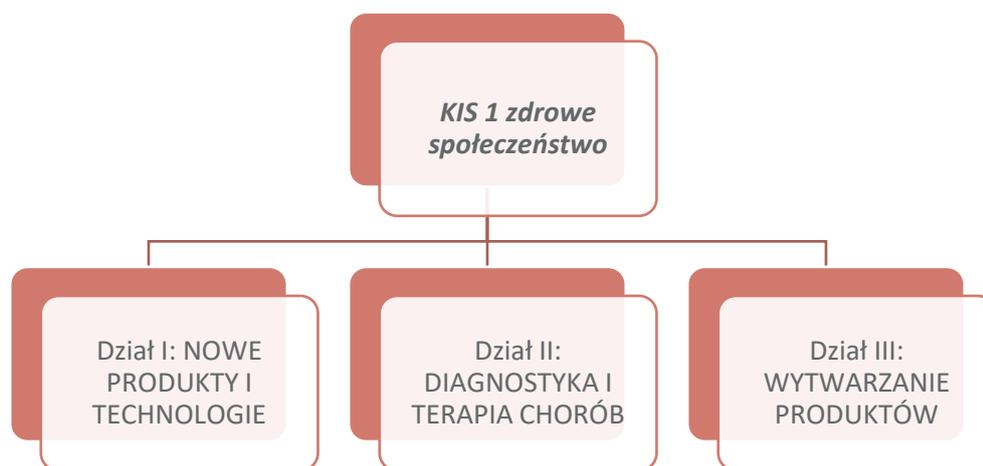 KIS 1 zdrowe
społeczeństwo
Dział I: NOWE
PRODUKTY I
TECHNOLOGIE
Dział II:
DIAGNOSTYKA I
TERAPIA CHORÓB
Dział III:
WYTWARZANIE
PRODUKTÓW